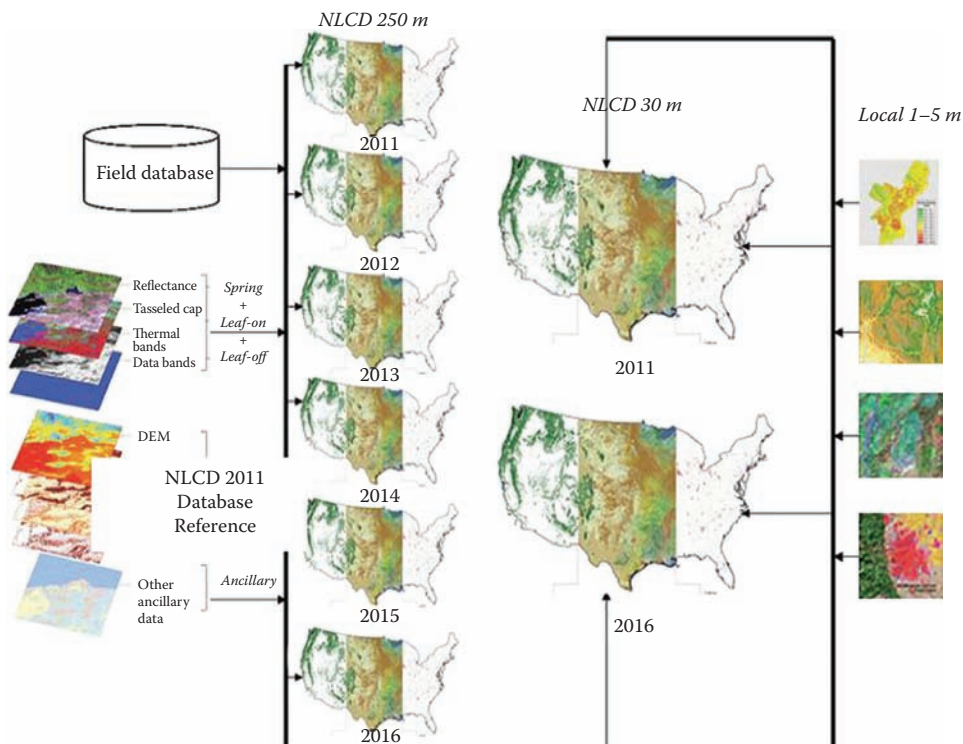 NLCD 250 m
2011
2012
2013
2014
2015
2016
Field database
Reflectance
Tasseled cap
Thermal
bands
Data bands
Spring
+
Leaf-on
+
Leaf-off
DEM
NLCD 2011
Database
Reference
Other
ancillary
data
Ancillary
NLCD 30 m
2011
2016
Local 1–5 m